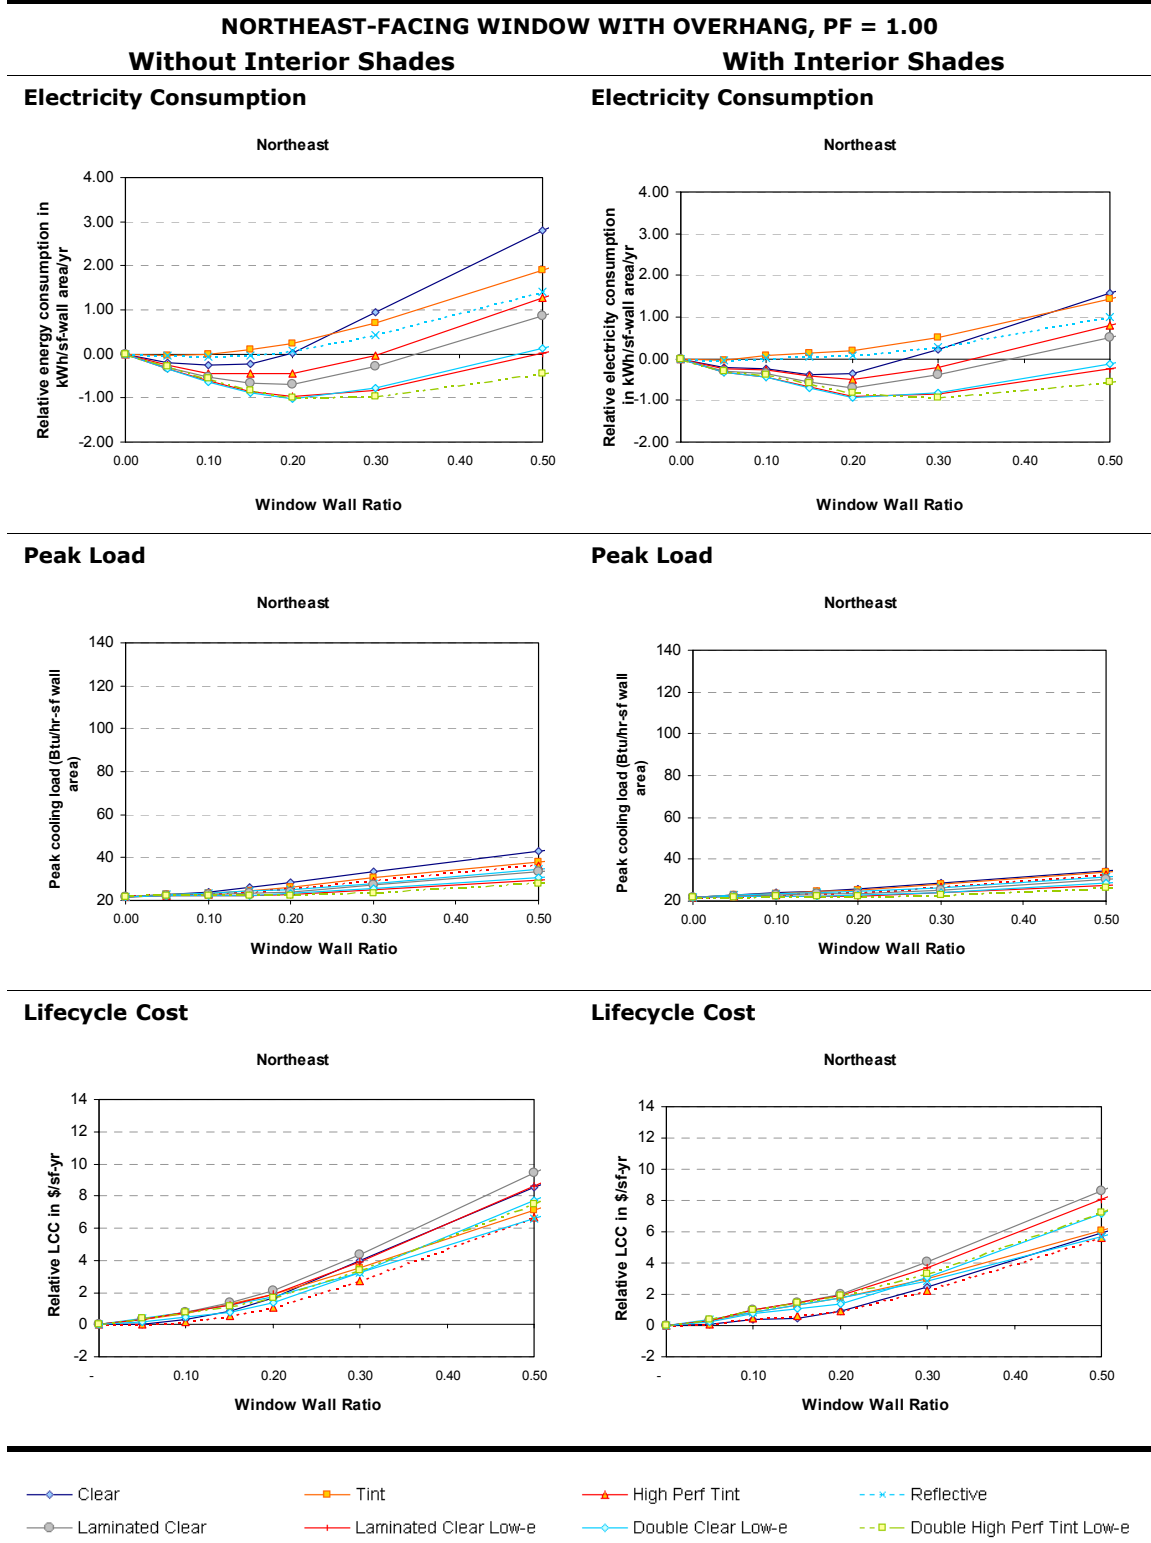 NORTHEAST-FACING WINDOW WITH OVERHANG, PF = 1.00
Without Interior Shades
With Interior Shades
Electricity Consumption
Electricity Consumption
Northeast
Relative energy consumption in
kWh/sf-wall area/yr
4.00
3.00
2.00
1.00
0.00
-1.00
-2.00
0.00 0.10 0.20 0.30 0.40 0.50
Window Wall Ratio
Northeast
Relative electricity consumption
in kWh/sf-wall area/yr
4.00
3.00
2.00
1.00
0.00
-1.00
-2.00
0.00 0.10 0.20 0.30 0.40 0.50
Window Wall Ratio
Peak Load
Peak Load
Northeast
Peak cooling load (Btu/hr-sf wall
area)
140
120
100
80
60
40
20
0.00 0.10 0.20 0.30 0.40 0.50
Window Wall Ratio
Northeast
Peak cooling load (Btu/hr-sf wall
area)
140
120
100
80
60
40
20
0.00 0.10 0.20 0.30 0.40 0.50
Window Wall Ratio
Lifecycle Cost
Lifecycle Cost
Northeast
Relative LCC in $/sf-yr
14
12
10
8
6
4
2
0
-2
- 0.10 0.20 0.30 0.40 0.50
Window Wall Ratio
Northeast
Relative LCC in $/sf-yr
14
12
10
8
6
4
2
0
-2
- 0.10 0.20 0.30 0.40 0.50
Window Wall Ratio
Clear Tint High Perf Tint Reflective
Laminated Clear Laminated Clear Low-e Double Clear Low-e Double High Perf Tint Low-e